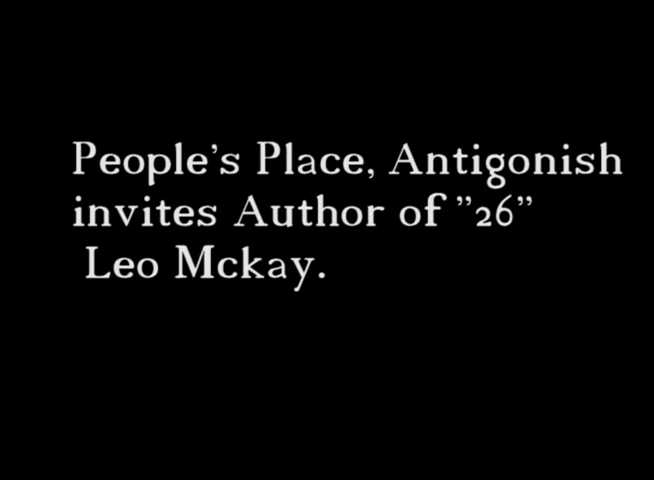 People's Place, Antigonish
invites Author of "26"
Leo Mckay.